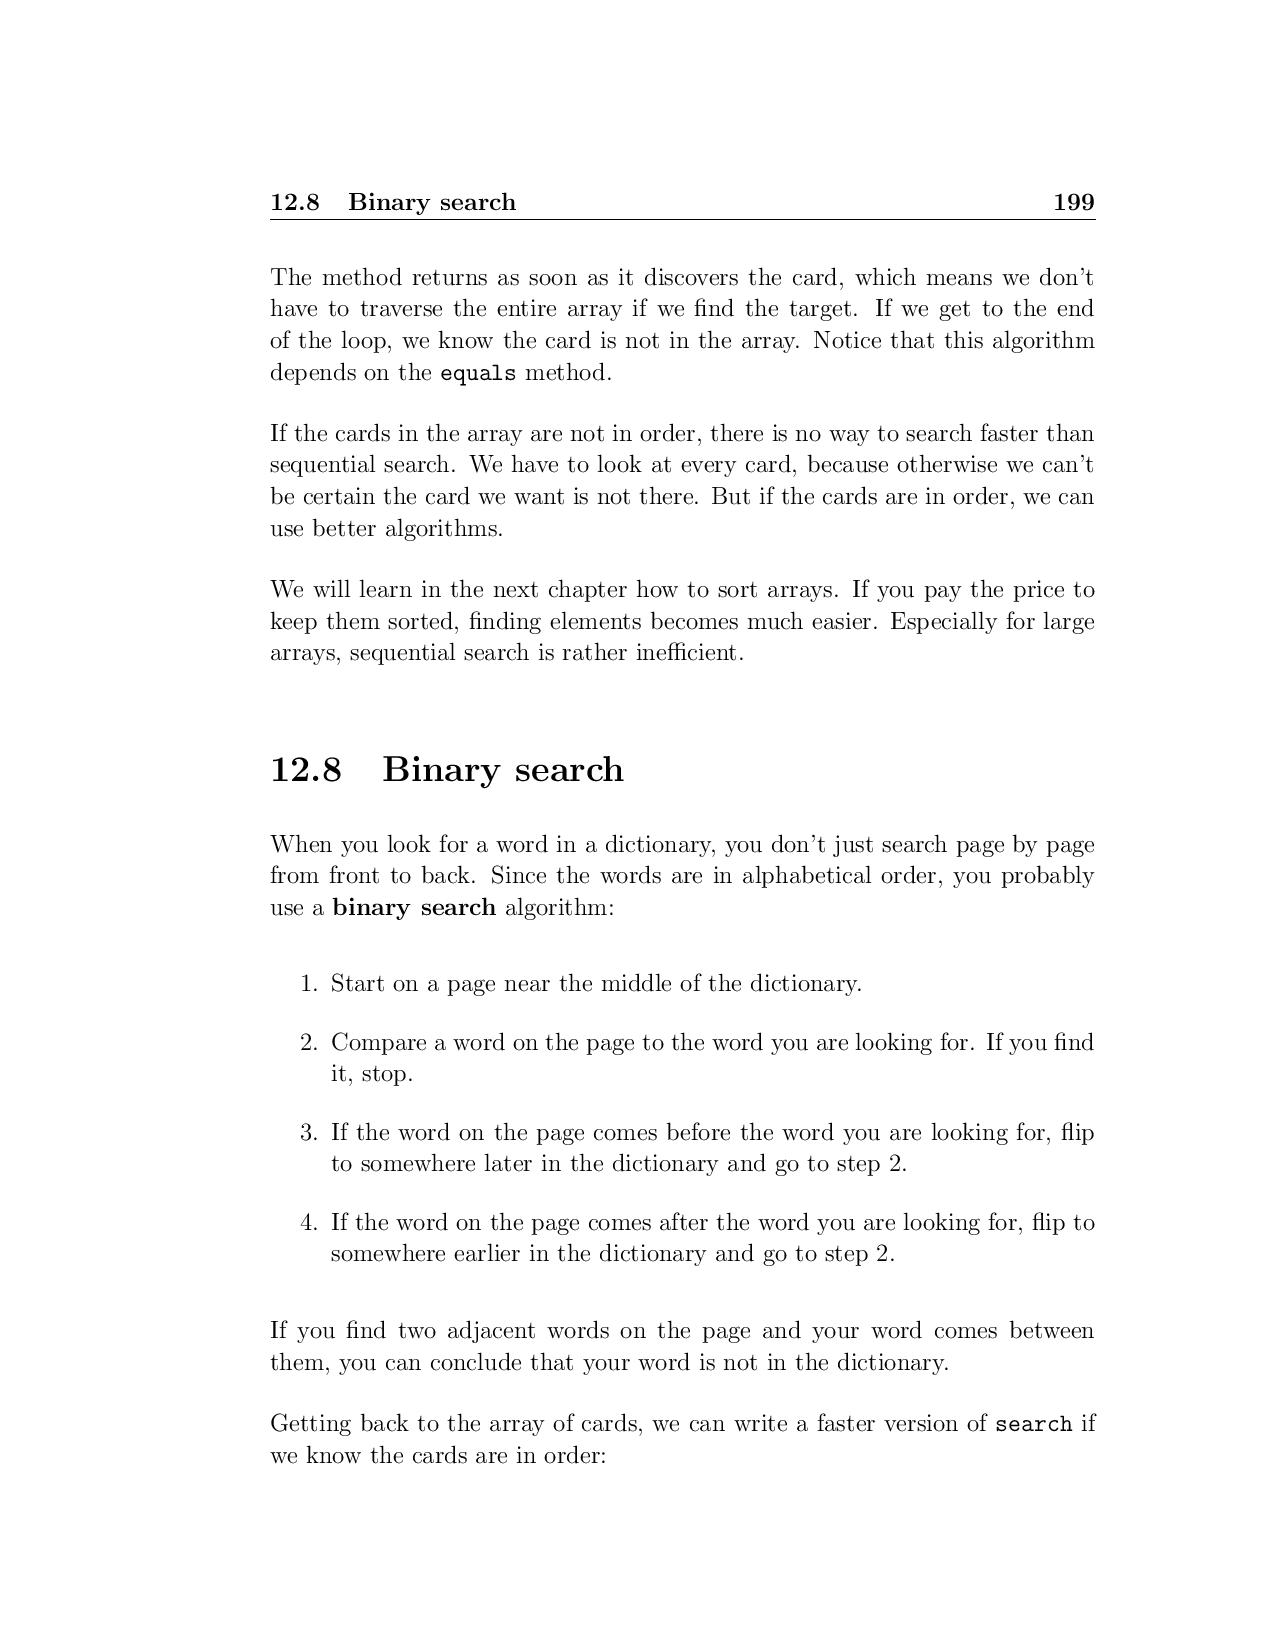 12.8 Binary search 199
The method returns as soon as it discovers the card, which means we don't
have to traverse the entire array if we find the target. If we get to the end
of the loop, we know the card is not in the array. Notice that this algorithm
depends on the equals method.
If the cards in the array are not in order, there is no way to search faster than
sequential search. We have to look at every card, because otherwise we can't
be certain the card we want is not there. But if the cards are in order, we can
use better algorithms.
We will learn in the next chapter how to sort arrays. If you pay the price to
keep them sorted, finding elements becomes much easier. Especially for large
arrays, sequential search is rather inefficient.
12.8 Binary search
When you look for a word in a dictionary, you don't just search page by page
from front to back. Since the words are in alphabetical order, you probably
use a binary search algorithm:
1. Start on a page near the middle of the dictionary.
2. Compare a word on the page to the word you are looking for. If you find
it, stop.
3. If the word on the page comes before the word you are looking for, flip
to somewhere later in the dictionary and go to step 2.
4. If the word on the page comes after the word you are looking for, flip to
somewhere earlier in the dictionary and go to step 2.
If you find two adjacent words on the page and your word comes between
them, you can conclude that your word is not in the dictionary.
Getting back to the array of cards, we can write a faster version of search if
we know the cards are in order: